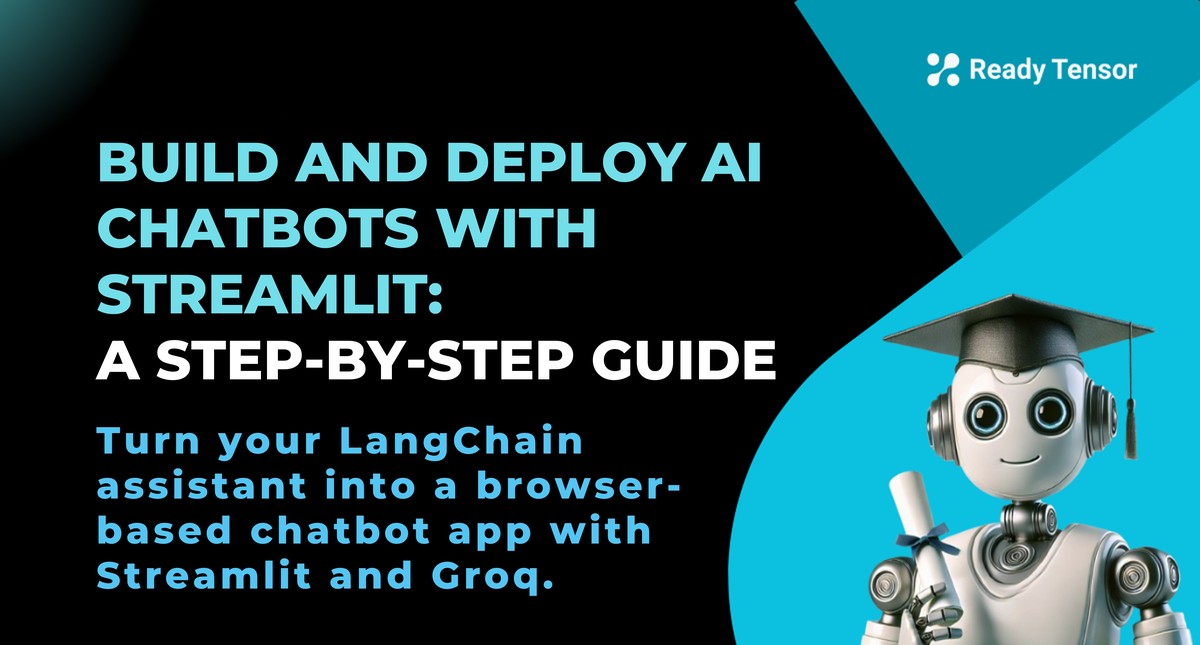 Ready Tensor
BUILD AND DEPLOY AI
CHATBOTS WITH
STREAMLIT:
A STEP-BY-STEP GUIDE
Turn your LangChain
assistant into a browser-
based chatbot app with
Streamlit and Groq.